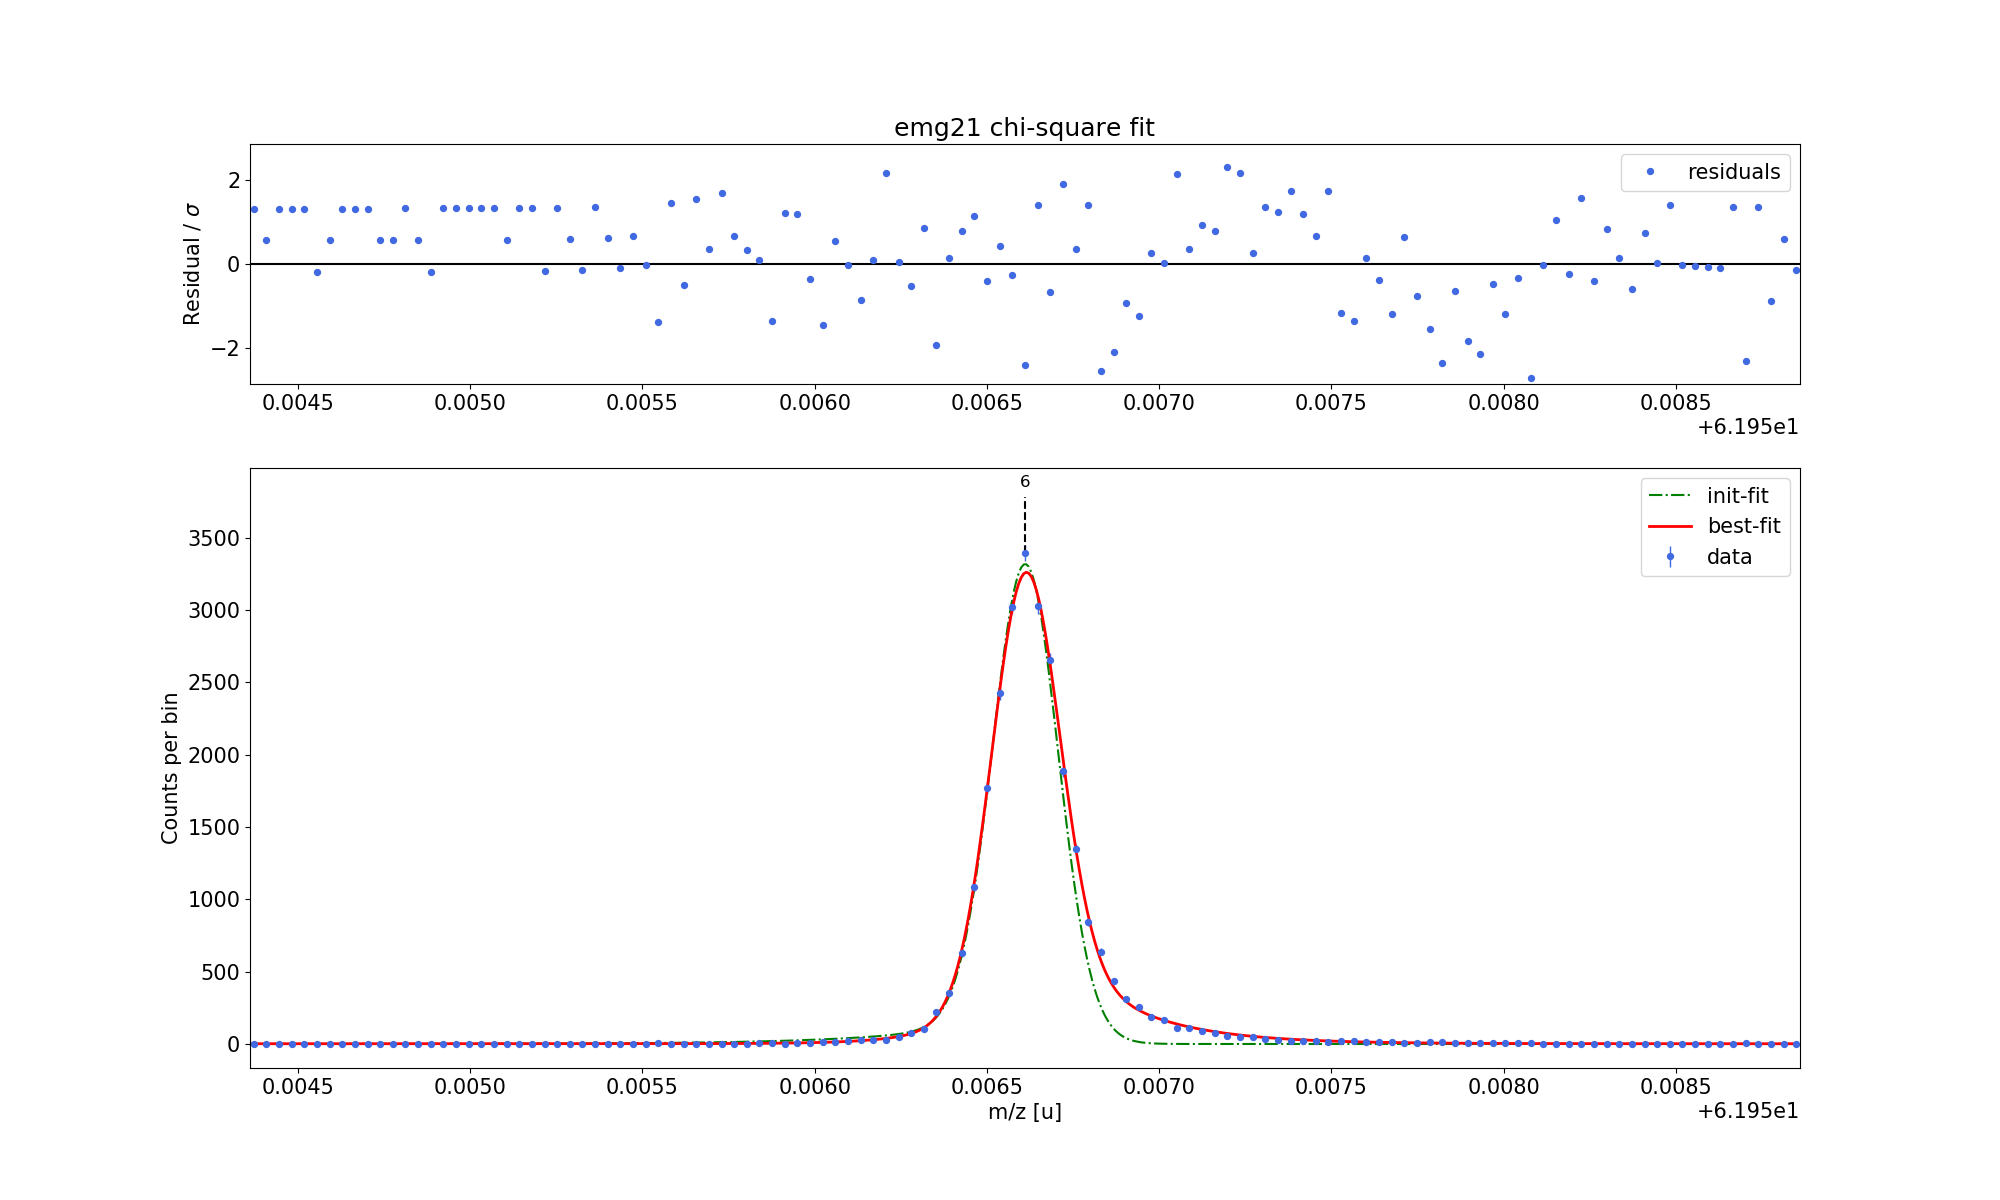 emg21 chi-square fit
Residual / σ
2
0
−2
residuals
0.0045 0.0050 0.0055 0.0060 0.0065 0.0070 0.0075 0.0080 0.0085
+6.195e1
6
Counts per bin
3500
3000
2500
2000
1500
1000
500
0
init-fit
best-fit
data
0.0045 0.0050 0.0055 0.0060 0.0065 0.0070 0.0075 0.0080 0.0085
m/z [u]
+6.195e1